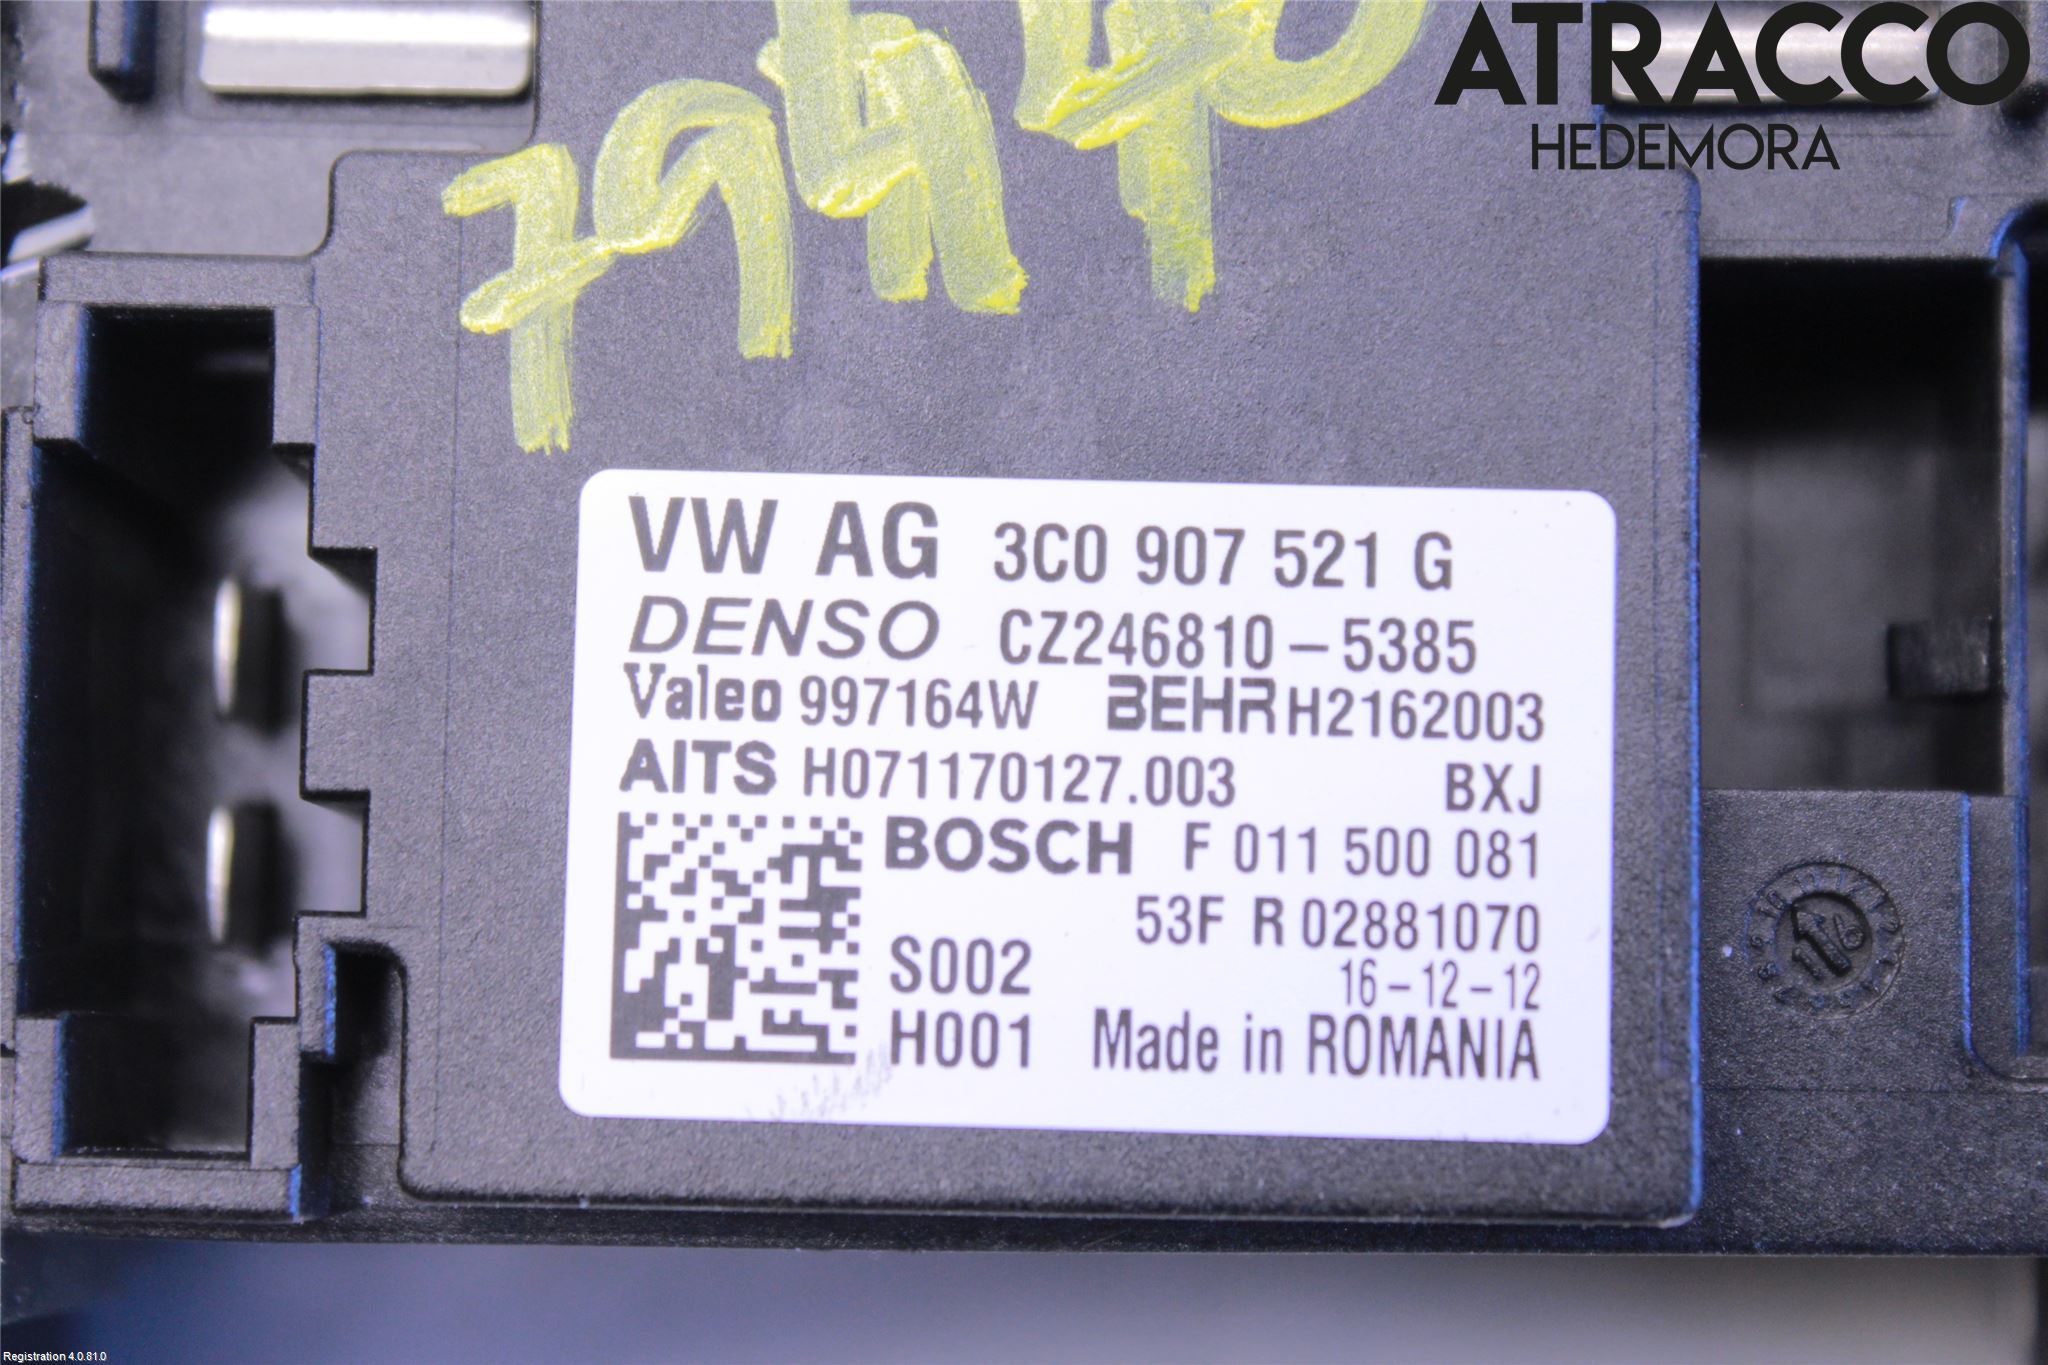 ATRACCO
HEDEMORA
VW AG 3C0 907 521 G
DENSO CZ246810-5385
Valeo 997164W BEHR H2162003
AITS H071170127.003 BXJ
BOSCH F 011 500 081
53F R 02881070
S002 16-12-12
H001 Made in ROMANIA
16
Registration 4.0.81.0